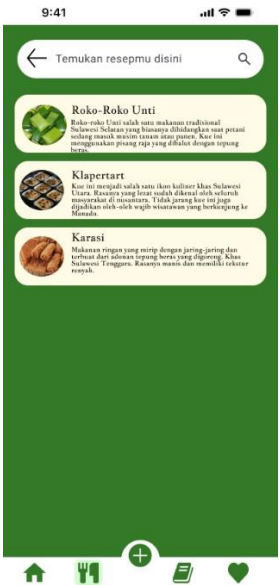 9:41
Temukan resepmu disini
Roko-Roko Unti
Roko-roko Unti salah satu makanan tradisional
Sulawesi Selatan yang biasanya dihidangkan saat petani
sedang masuk musim tanam atau panen. Kue ini
menggunakan pisang raja yang dibalut dengan tepung
beras.
Klapertart
Kue ini menjadi salah satu ikon kuliner khas Sulawesi
Utara. Rasanya yang lezat sudah dikenal oleh seluruh
masyarakat di nusantara. Tidak jarang kue ini juga
dijadikan oleh-oleh wajib wisatawan yang berkunjung ke
Manado.
Karasi
Makanan ringan yang mirip dengan jaring-jaring dan
terbuat dari adonan tepung beras yang digoreng. Khas
Sulawesi Tenggara. Rasanya manis dan memiliki tekstur
renyah.